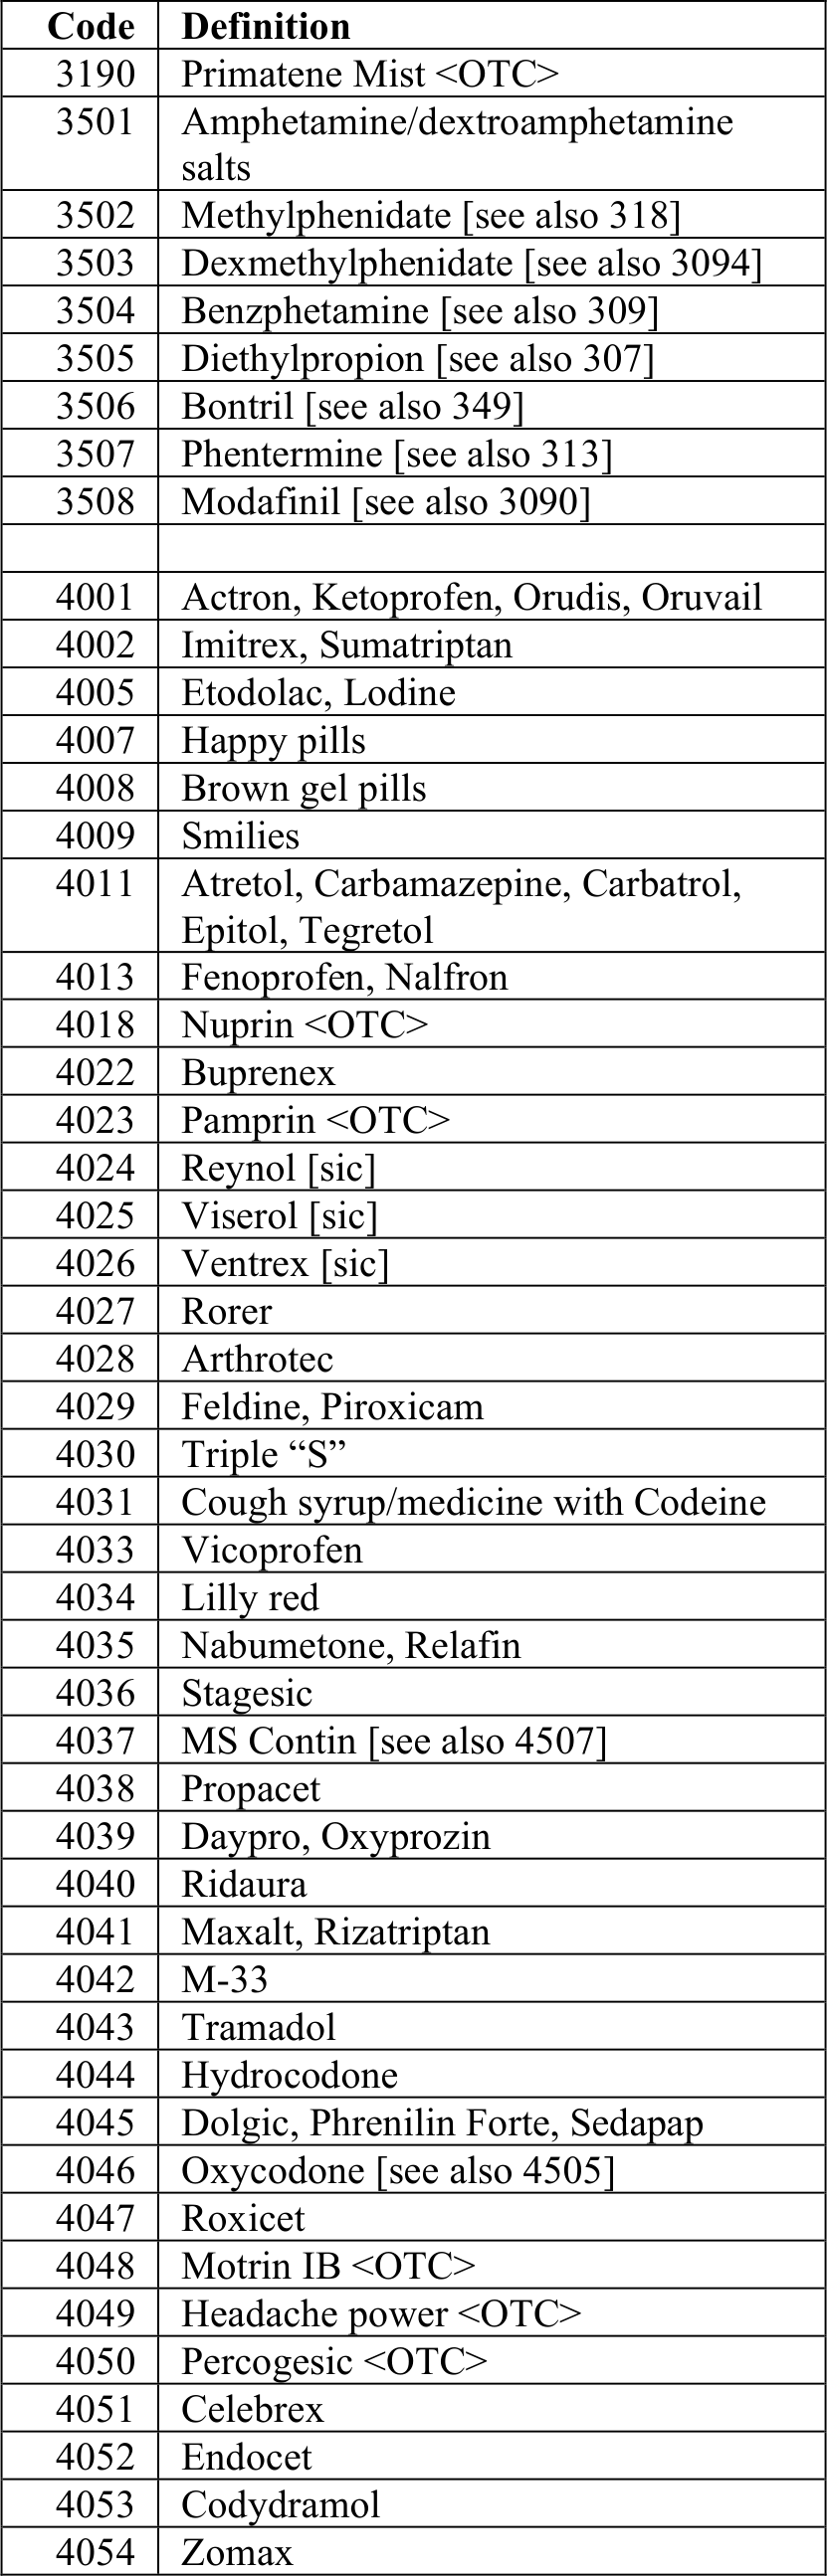 Code Definition
3190 Primatene Mist <OTC>
3501 Amphetamine/dextroamphetamine
salts
3502 Methylphenidate [see also 318]
3503 Dexmethylphenidate [see also 3094]
3504 Benzphetamine [see also 309]
3505 Diethylpropion [see also 307]
3506 Bontril [see also 349]
3507 Phentermine [see also 313]
3508 Modafinil [see also 3090]
4001 Actron, Ketoprofen, Orudis, Oruvail
4002 Imitrex, Sumatriptan
4005 Etodolac, Lodine
4007 Happy pills
4008 Brown gel pills
4009 Smilies
4011 Atretol, Carbamazepine, Carbatrol,
Epitol, Tegretol
4013 Fenoprofen, Nalfron
4018 Nuprin <OTC>
4022 Buprenex
4023 Pamprin <OTC>
4024 Reynol [sic]
4025 Viserol [sic]
4026 Ventrex [sic]
4027 Rorer
4028 Arthrotec
4029 Feldine, Piroxicam
4030 Triple “S”
4031 Cough syrup/medicine with Codeine
4033 Vicoprofen
4034 Lilly red
4035 Nabumetone, Relafin
4036 Stagesic
4037 MS Contin [see also 4507]
4038 Propacet
4039 Daypro, Oxyprozin
4040 Ridaura
4041 Maxalt, Rizatriptan
4042 M-33
4043 Tramadol
4044 Hydrocodone
4045 Dolgic, Phrenilin Forte, Sedapap
4046 Oxycodone [see also 4505]
4047 Roxicet
4048 Motrin IB <OTC>
4049 Headache power <OTC>
4050 Percogesic <OTC>
4051 Celebrex
4052 Endocet
4053 Codydramol
4054 Zomax